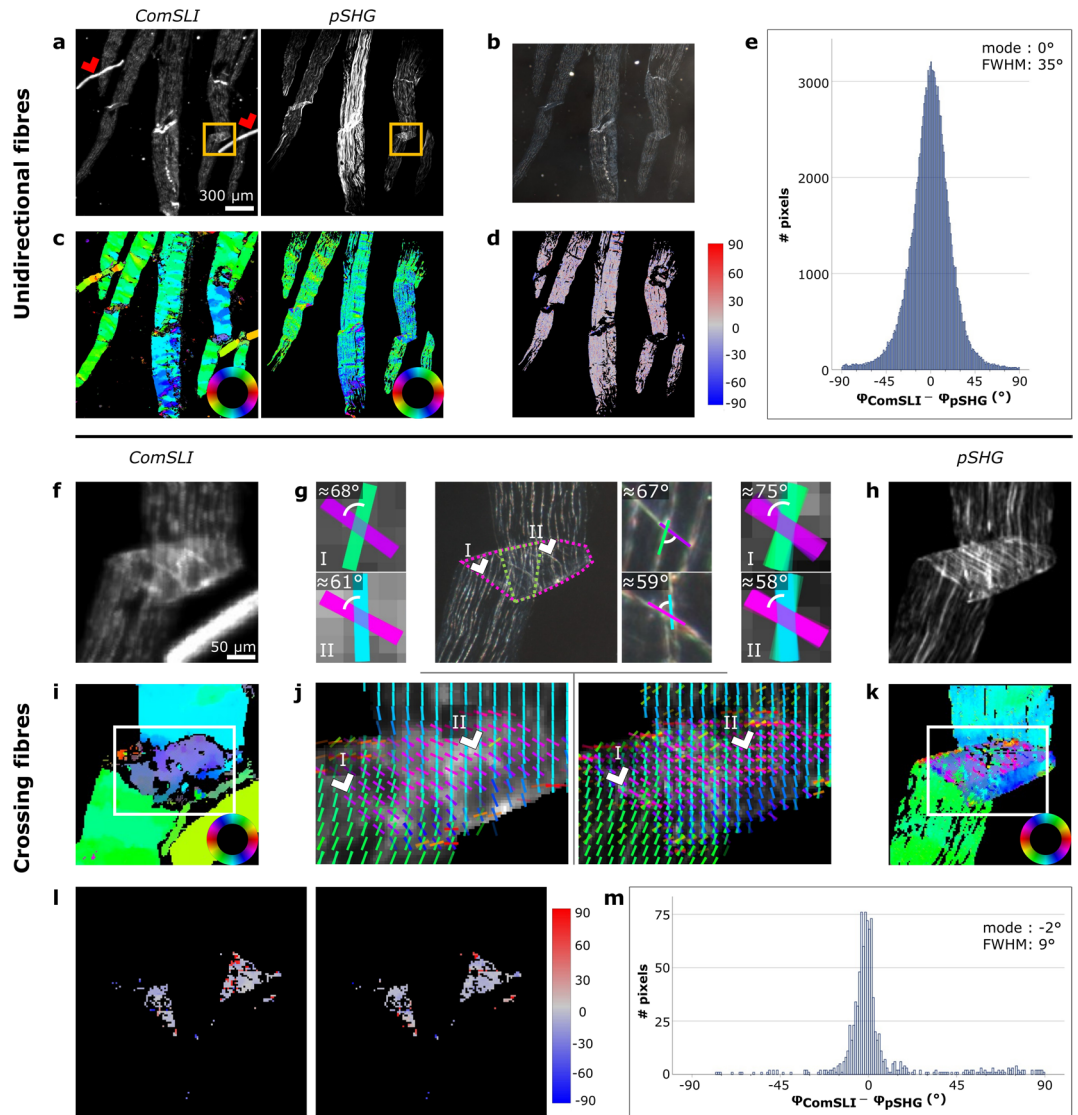 ComSLI
pSHG
Unidirectional fibres
a
300 µm
b
c
d
90
60
30
0
-30
-60
-90
e
mode : 0°
FWHM: 35°
# pixels
3000
2000
1000
0
-90
-45
0
45
90
φComSLI – φpSHG (°)
ComSLI
pSHG
Crossing fibres
f
50 µm
g
≈68°
I
≈61°
II
I
II
≈67°
≈59°
≈75°
I
≈58°
II
h
i
j
I
II
I
II
k
l
90
60
30
0
-30
-60
-90
m
mode : -2°
FWHM: 9°
# pixels
75
50
25
0
-90
-45
0
45
90
φComSLI – φpSHG (°)